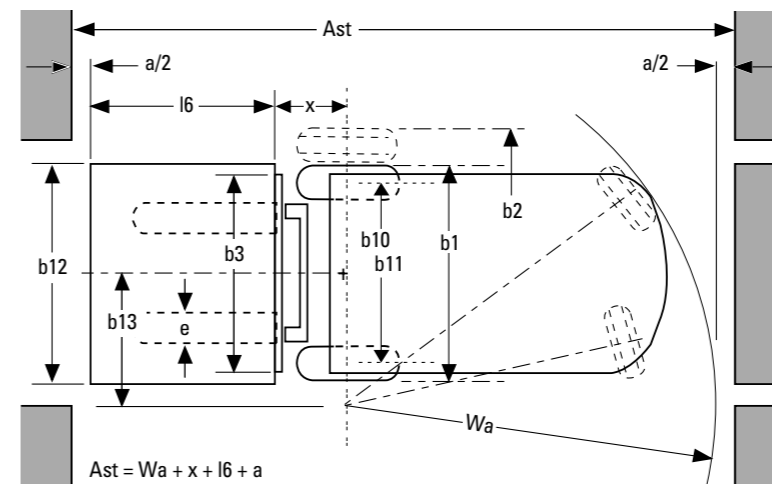 Ast
a/2
a/2
l6
x
b2
b12
b3
b10
b1
b11
b13
e
Wa
Ast = Wa + x + l6 + a